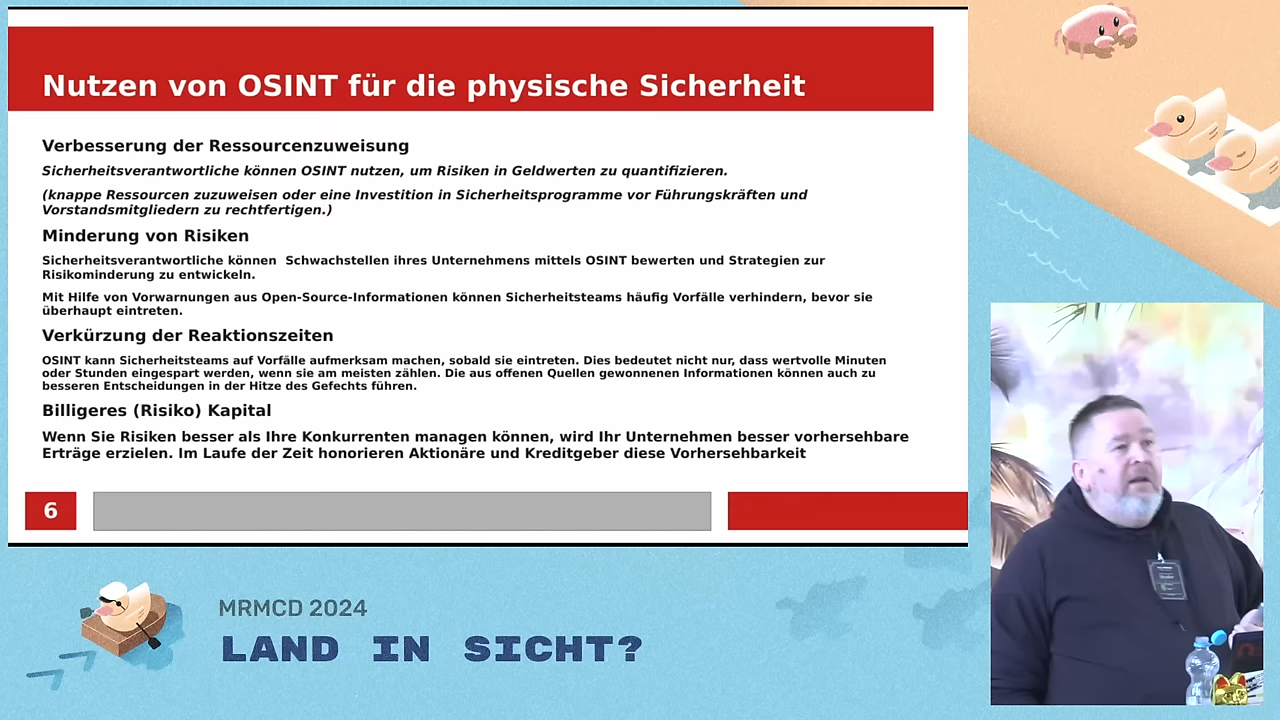 Nutzen von OSINT für die physische Sicherheit
Verbesserung der Ressourcenzuweisung
Sicherheitsverantwortliche können OSINT nutzen, um Risiken in Geldwerten zu quantifizieren.
(knappe Ressourcen zuzuweisen oder eine Investition in Sicherheitsprogramme vor Führungskräften und
Vorstandsmitgliedern zu rechtfertigen.)
Minderung von Risiken
Sicherheitsverantwortliche können  Schwachstellen ihres Unternehmens mittels OSINT bewerten und Strategien zur
Risikominderung zu entwickeln.
Mit Hilfe von Vorwarnungen aus Open-Source-Informationen können Sicherheitsteams häufig Vorfälle verhindern, bevor sie
überhaupt eintreten.
Verkürzung der Reaktionszeiten
OSINT kann Sicherheitsteams auf Vorfälle aufmerksam machen, sobald sie eintreten. Dies bedeutet nicht nur, dass wertvolle Minuten
oder Stunden eingespart werden, wenn sie am meisten zählen. Die aus offenen Quellen gewonnenen Informationen können auch zu
besseren Entscheidungen in der Hitze des Gefechts führen.
Billigeres (Risiko) Kapital
Wenn Sie Risiken besser als Ihre Konkurrenten managen können, wird Ihr Unternehmen besser vorhersehbare
Erträge erzielen. Im Laufe der Zeit honorieren Aktionäre und Kreditgeber diese Vorhersehbarkeit
6
MRMCD 2024
LAND IN SICHT?